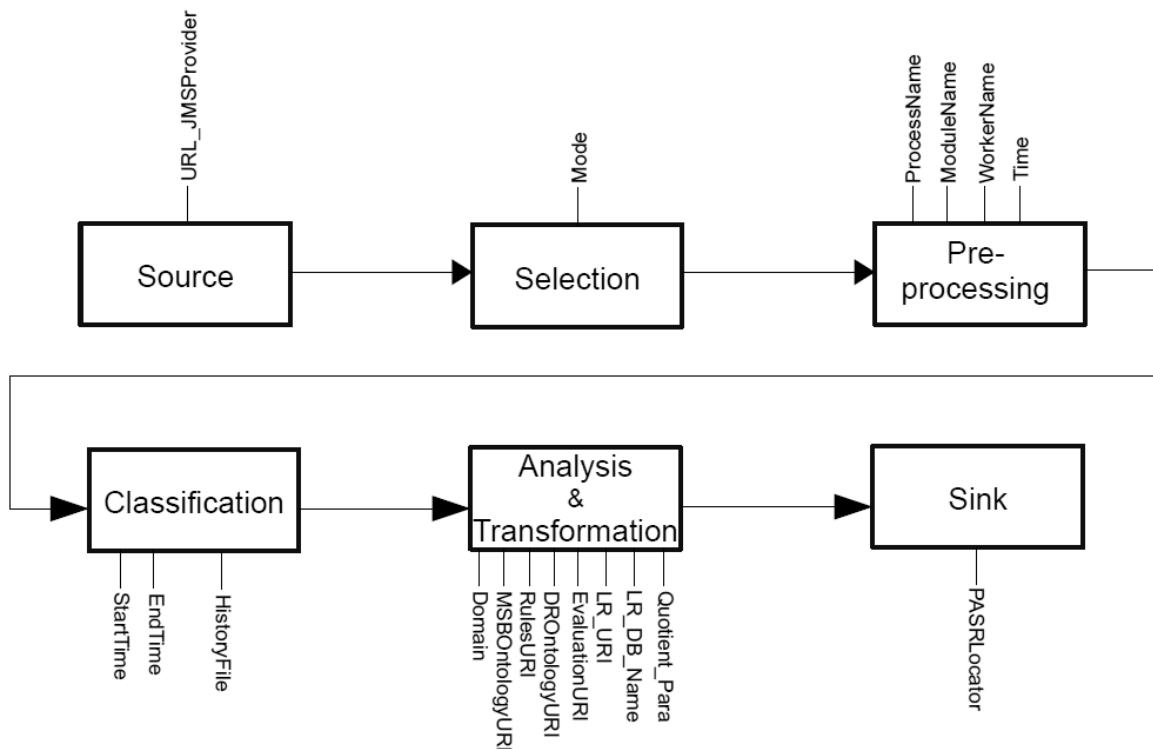 URL_JMSProvider
Mode
ProcessName
ModuleName
WorkerName
Time
Source
Selection
Pre-
processing
Classification
Analysis
&
Transformation
Sink
StartTime
EndTime
HistoryFile
Domain
MSBOntologyURI
RulesURI
DROntologyURI
EvaluationURI
LR_URI
LR_DB_Name
Quotient_Para
PASRLocator